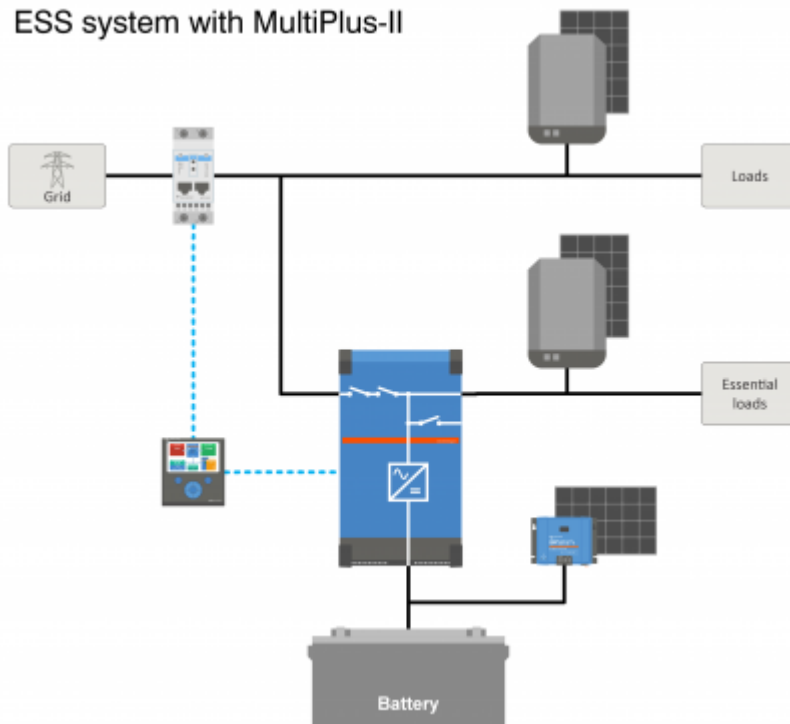 ESS system with MultiPlus-II
Grid
Loads
Essential
loads
Battery